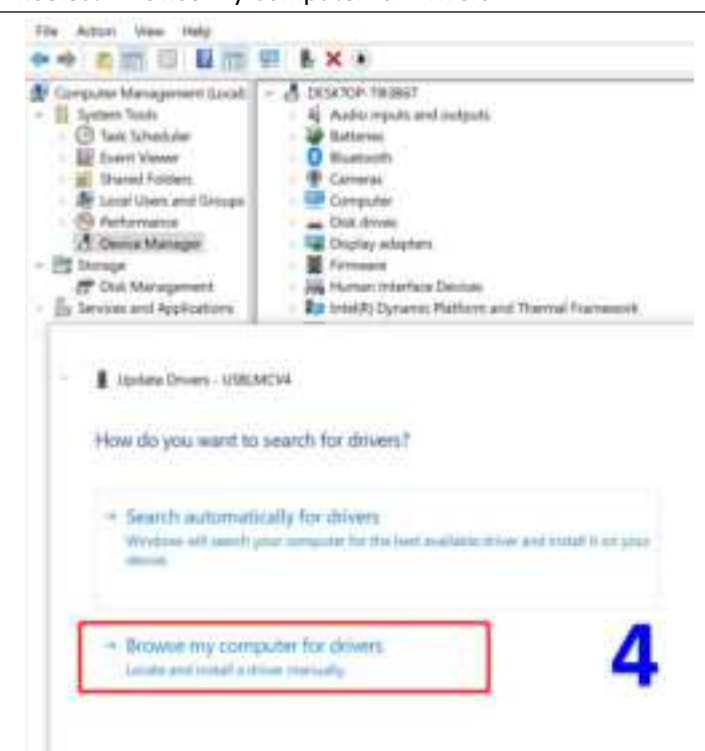 File Action View Help
Computer Management (Local)
System Tools
Task Scheduler
Event Viewer
Shared Folders
Local Users and Groups
Performance
Device Manager
Storage
Disk Management
Services and Applications
Audio inputs and outputs
Batteries
Bluetooth
Cameras
Computer
Disk drives
Display adapters
Firmware
Human Interface Devices
Intel(R) Dynamic Platform and Thermal Framework
Update Drivers - USBLMCV4
How do you want to search for drivers?
→ Search automatically for drivers
Windows will search your computer for the best available driver and install it on your
device.
→ Browse my computer for drivers
Locate and install a driver manually.
4